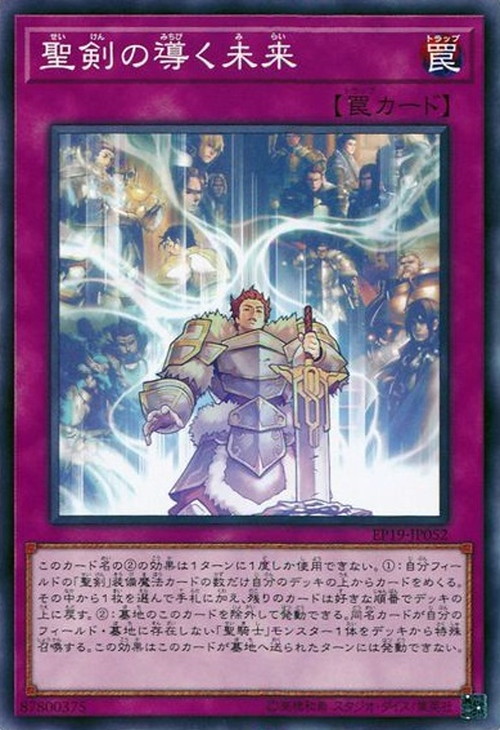 聖剣の導く未来
罠
【罠カード】
EP19-JP052
このカード名の②の効果は１ターンに１度しか使用できない。①：自分フィー
ルドの「聖剣」装備魔法カードの数だけ自分のデッキの上からカードをめくる。
その中から１枚を選んで手札に加え、残りのカードは好きな順番でデッキの
上に戻す。②：墓地のこのカードを除外して発動できる。同名カードが自分の
フィールド・墓地に存在しない「聖騎士」モンスター１体をデッキから特殊
召喚する。この効果はこのカードが墓地へ送られたターンには発動できない。
87800375
©高橋和希 スタジオ・ダイス/集英社